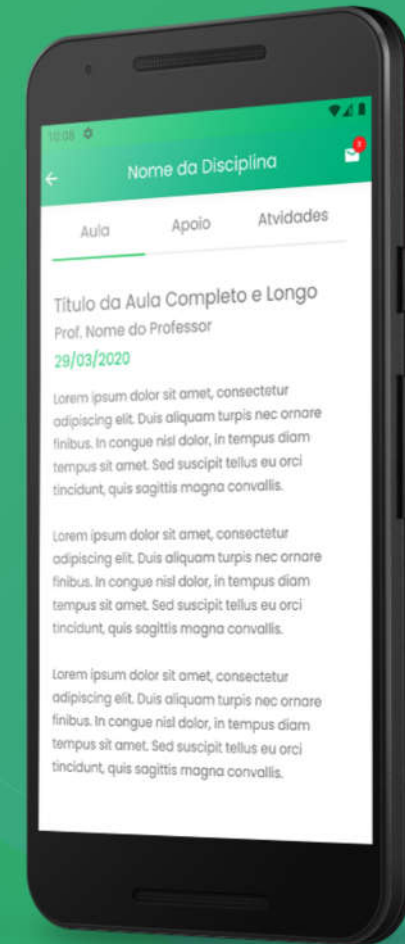 10:08
Nome da Disciplina
Aula Apoio Atvidades
Título da Aula Completo e Longo
Prof. Nome do Professor
29/03/2020
Lorem ipsum dolor sit amet, consectetur
adipiscing elit. Duis aliquam turpis nec ornare
finibus. In congue nisl dolor, in tempus diam
tempus sit amet. Sed suscipit tellus eu orci
tincidunt, quis sagittis magna convallis.
Lorem ipsum dolor sit amet, consectetur
adipiscing elit. Duis aliquam turpis nec ornare
finibus. In congue nisl dolor, in tempus diam
tempus sit amet. Sed suscipit tellus eu orci
tincidunt, quis sagittis magna convallis.
Lorem ipsum dolor sit amet, consectetur
adipiscing elit. Duis aliquam turpis nec ornare
finibus. In congue nisl dolor, in tempus diam
tempus sit amet. Sed suscipit tellus eu orci
tincidunt, quis sagittis magna convallis.